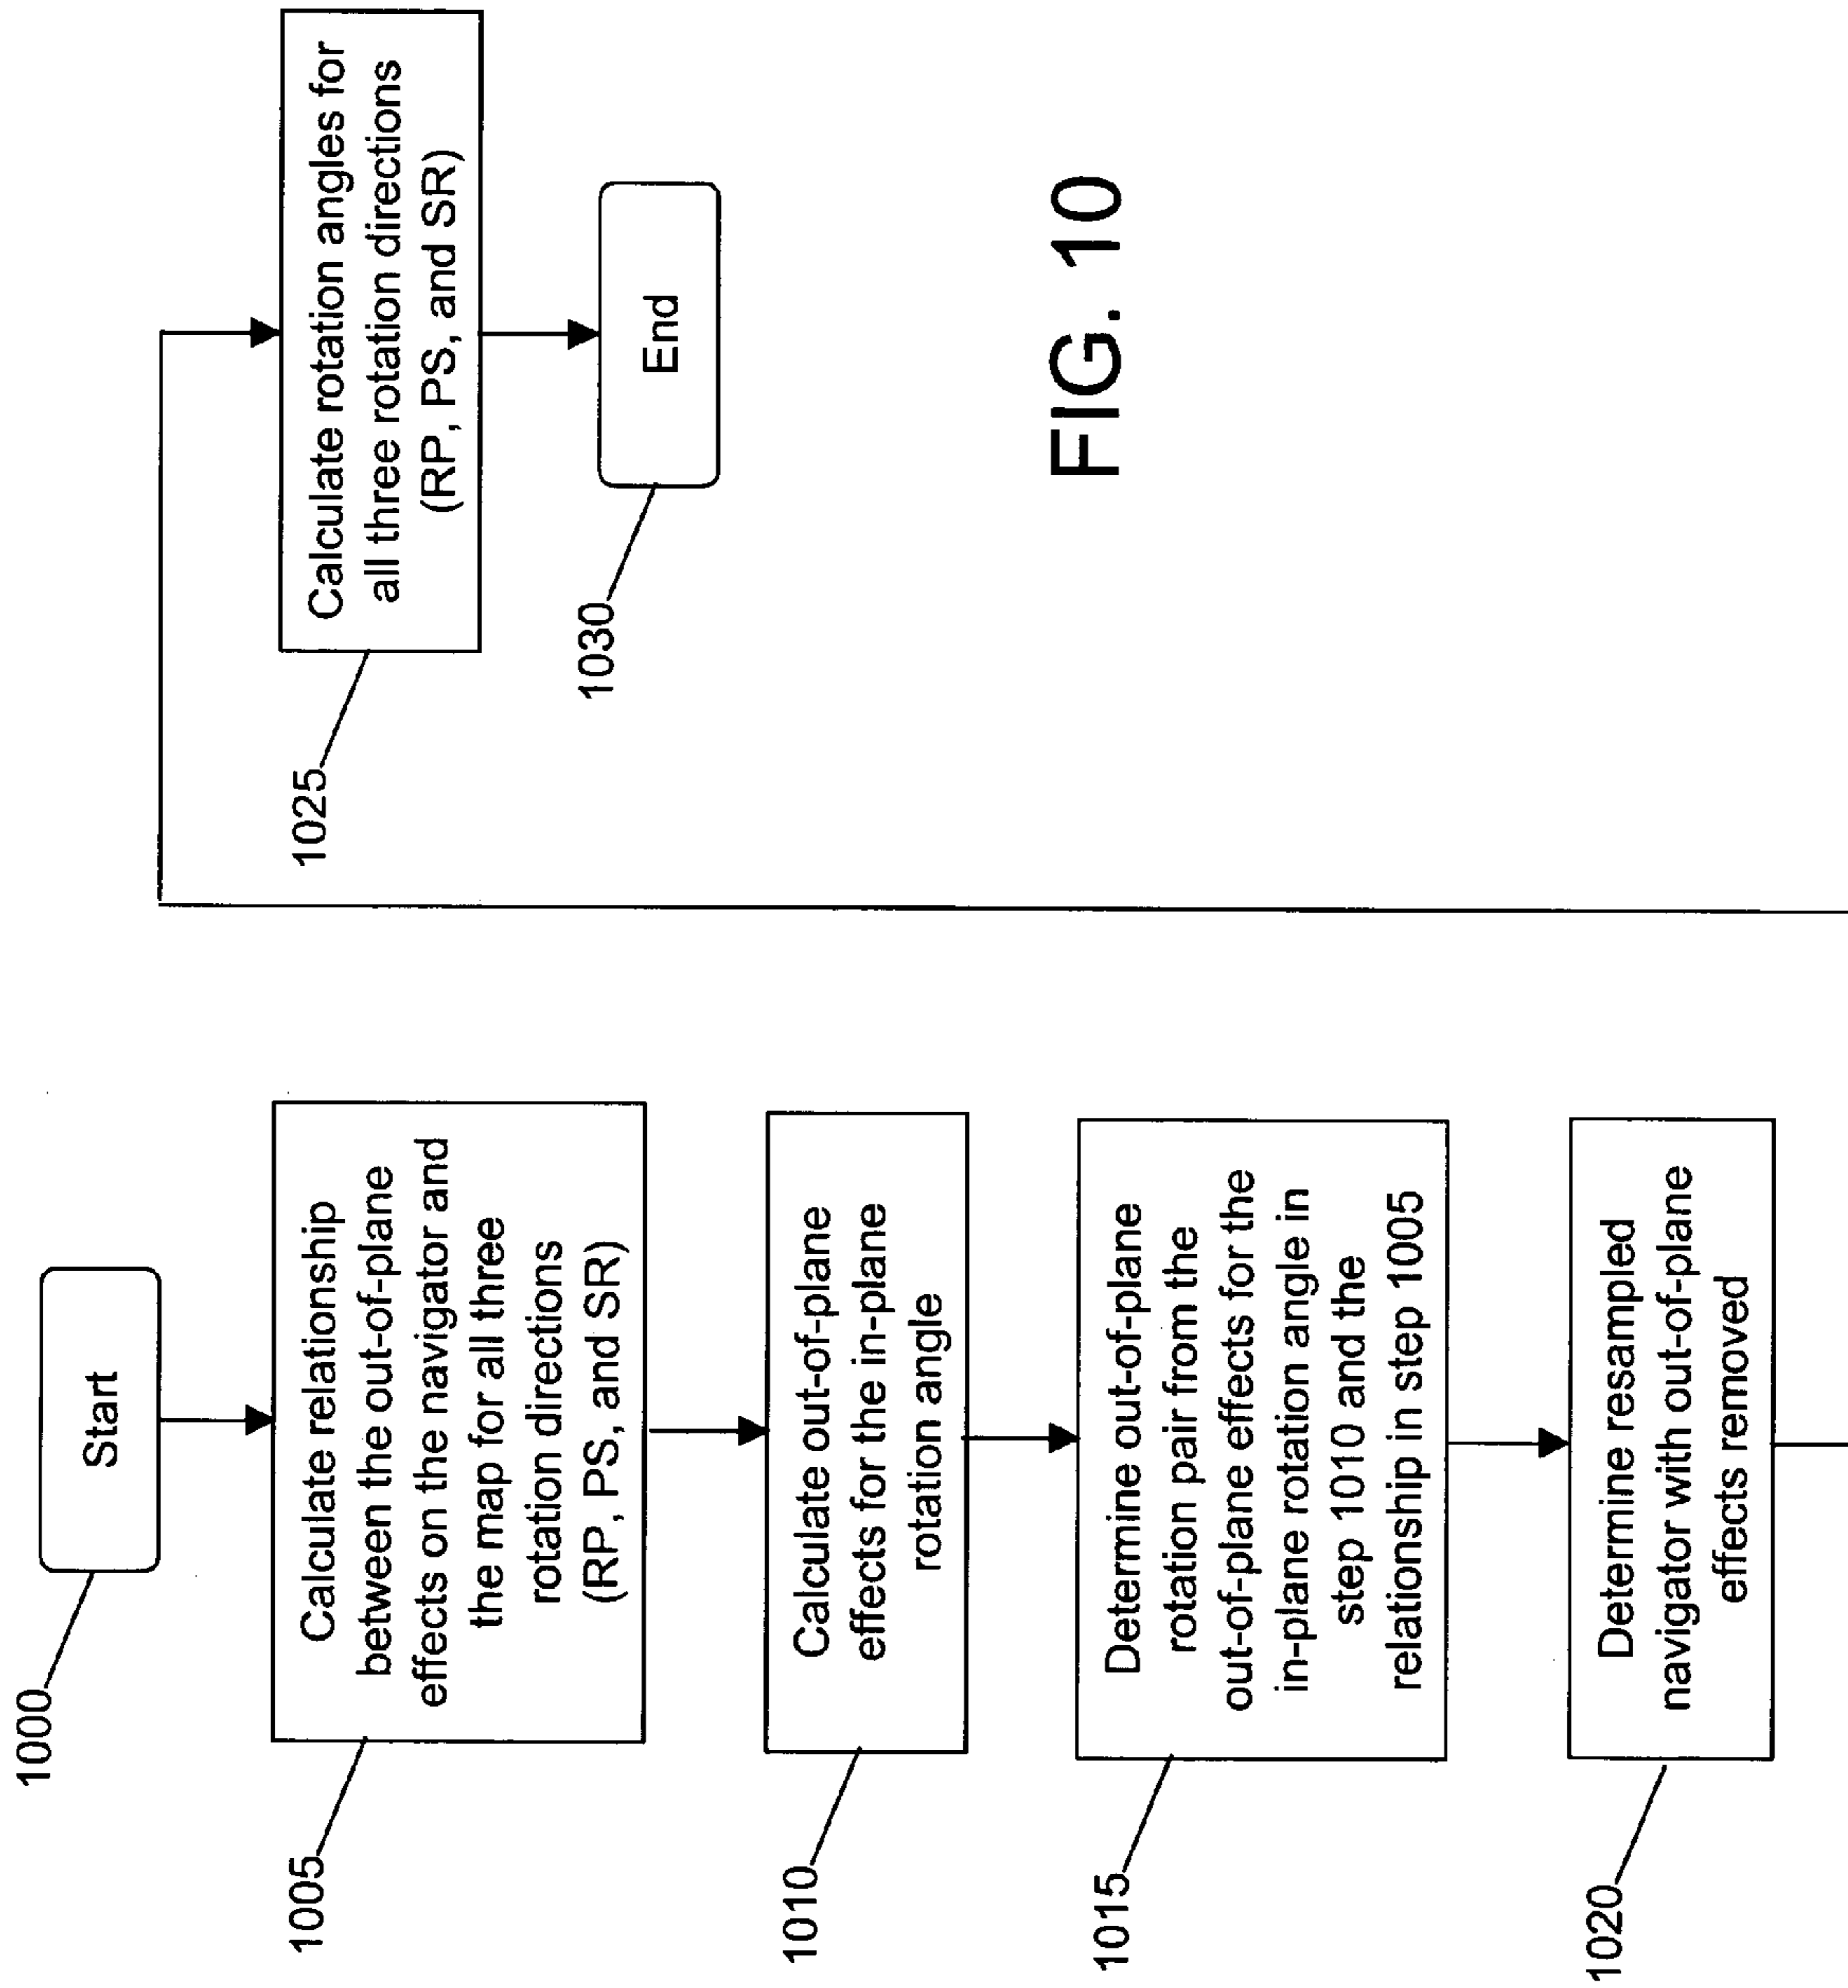 1000
Start
1005
Calculate relationship
between the out-of-plane
effects on the navigator and
the map for all three
rotation directions
(RP, PS, and SR)
1010
Calculate out-of-plane
effects for the in-plane
rotation angle
1015
Determine out-of-plane
rotation pair from the
out-of-plane effects for the
in-plane rotation angle in
step 1010 and the
relationship in step 1005
1020
Determine resampled
navigator with out-of-plane
effects removed
1025
Calculate rotation angles for
all three rotation directions
(RP, PS, and SR)
1030
End
FIG. 10